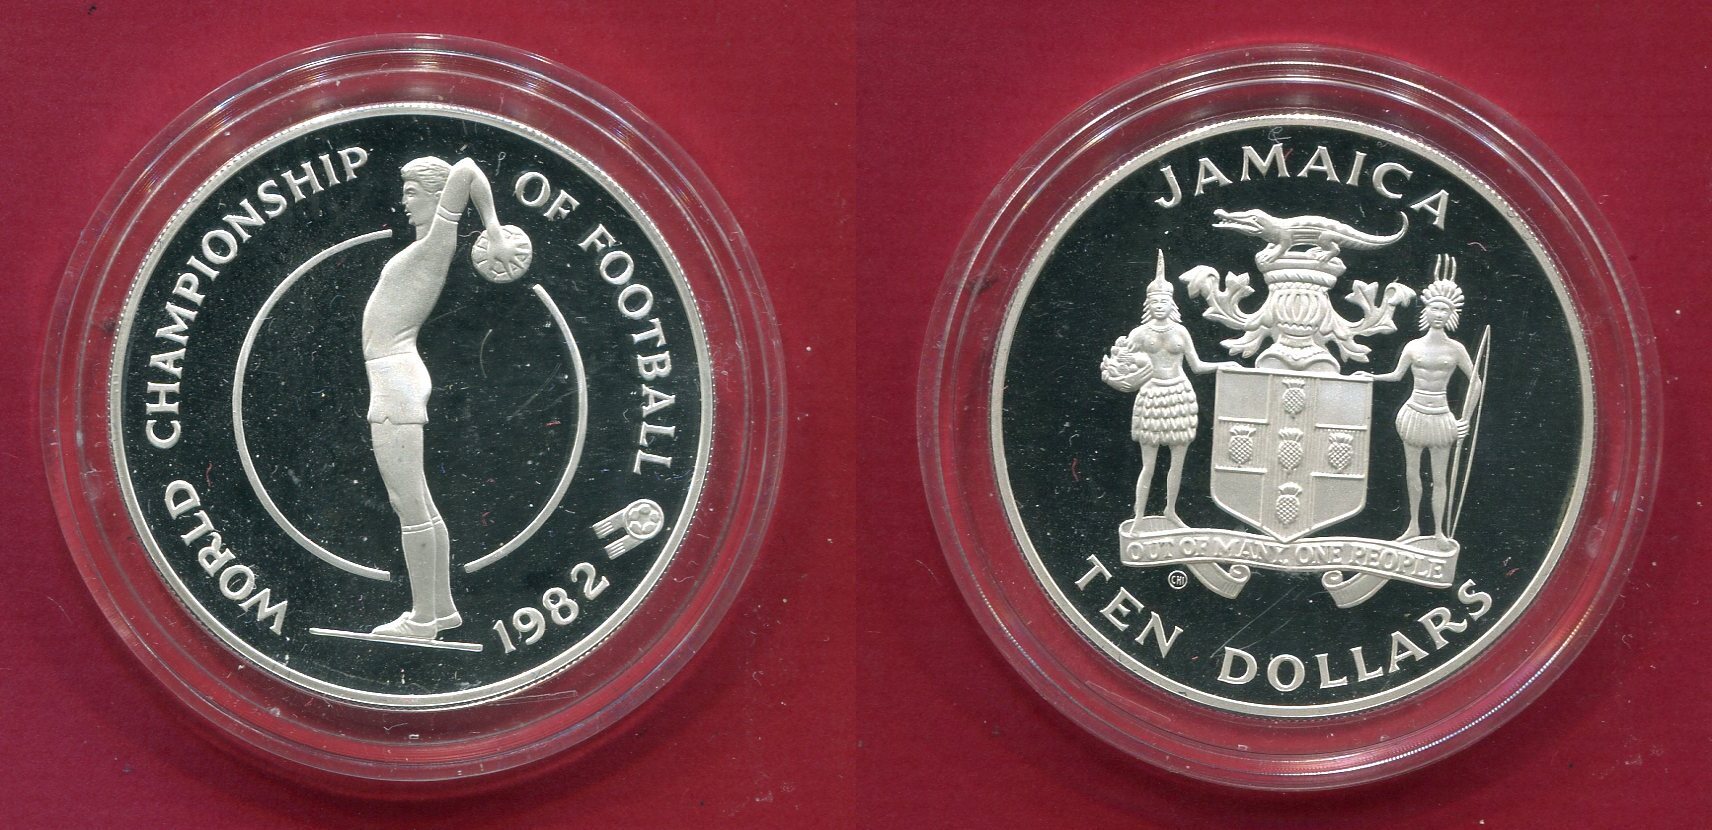 WORLD CHAMPIONSHIP OF FOOTBALL
1982
JAMAICA
OUT OF MANY, ONE PEOPLE
CHI
TEN DOLLARS